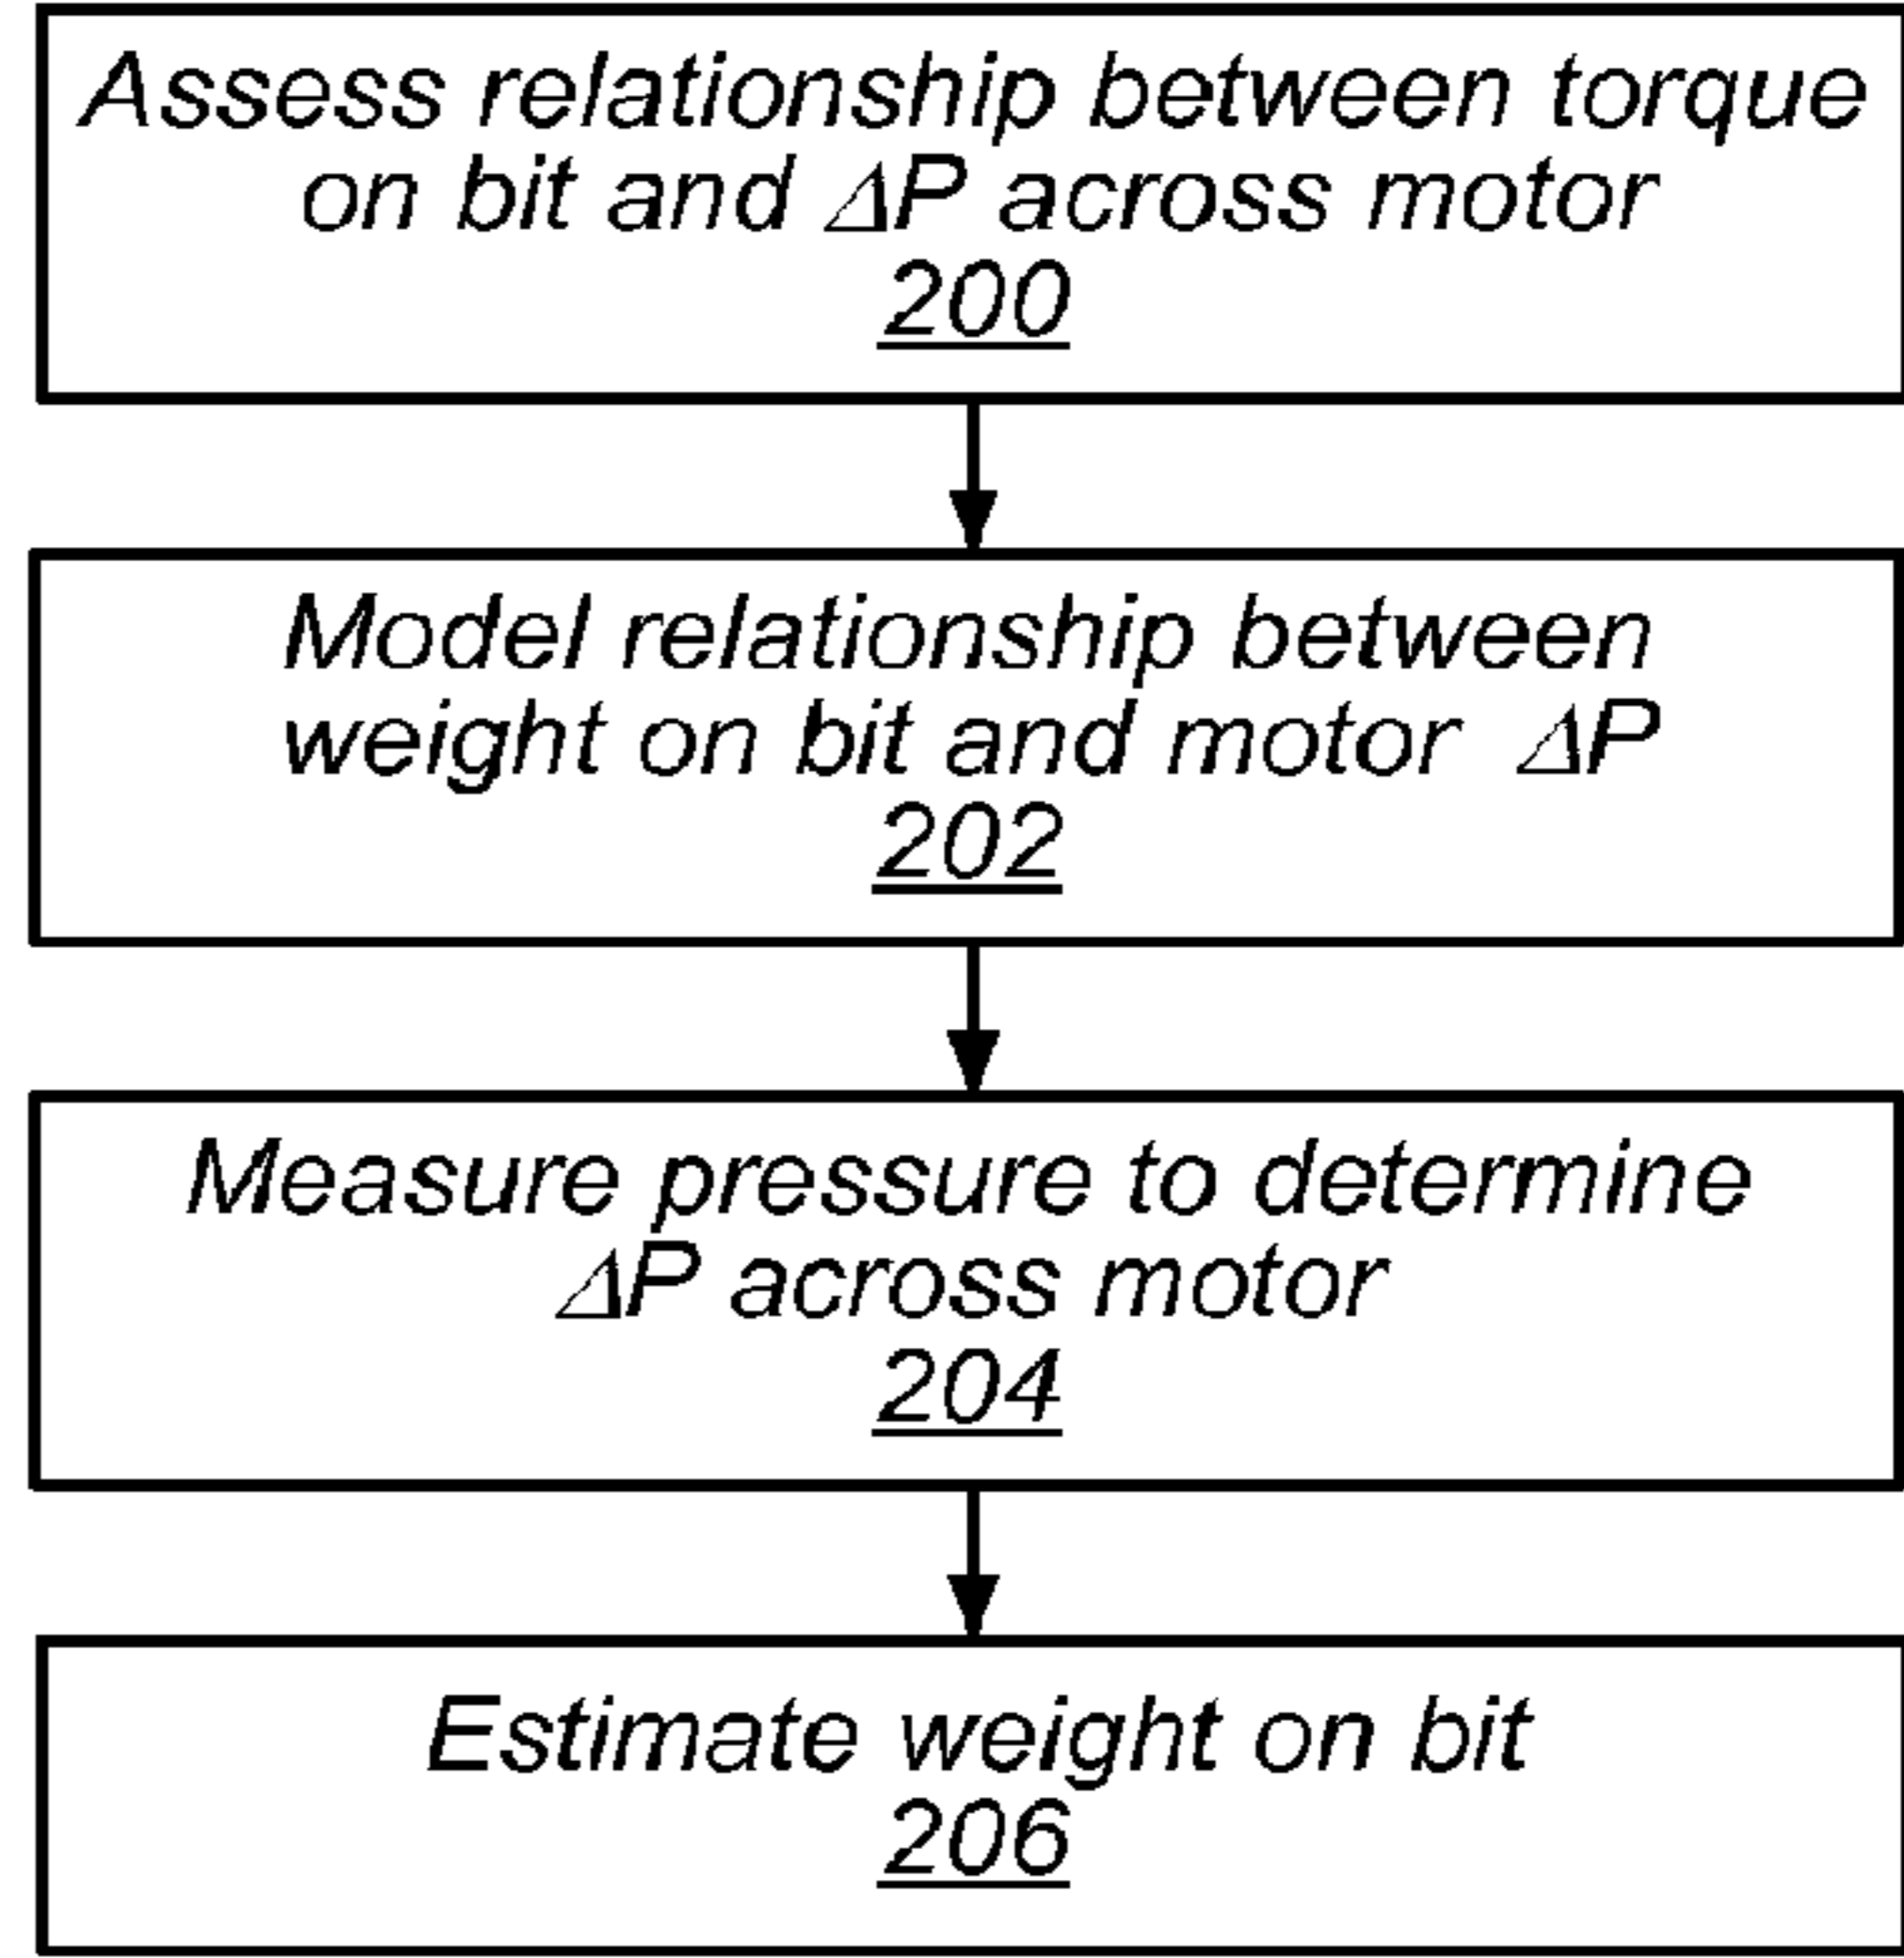 Assess relationship between torque
on bit and ΔP across motor
200
Model relationship between
weight on bit and motor ΔP
202
Measure pressure to determine
ΔP across motor
204
Estimate weight on bit
206